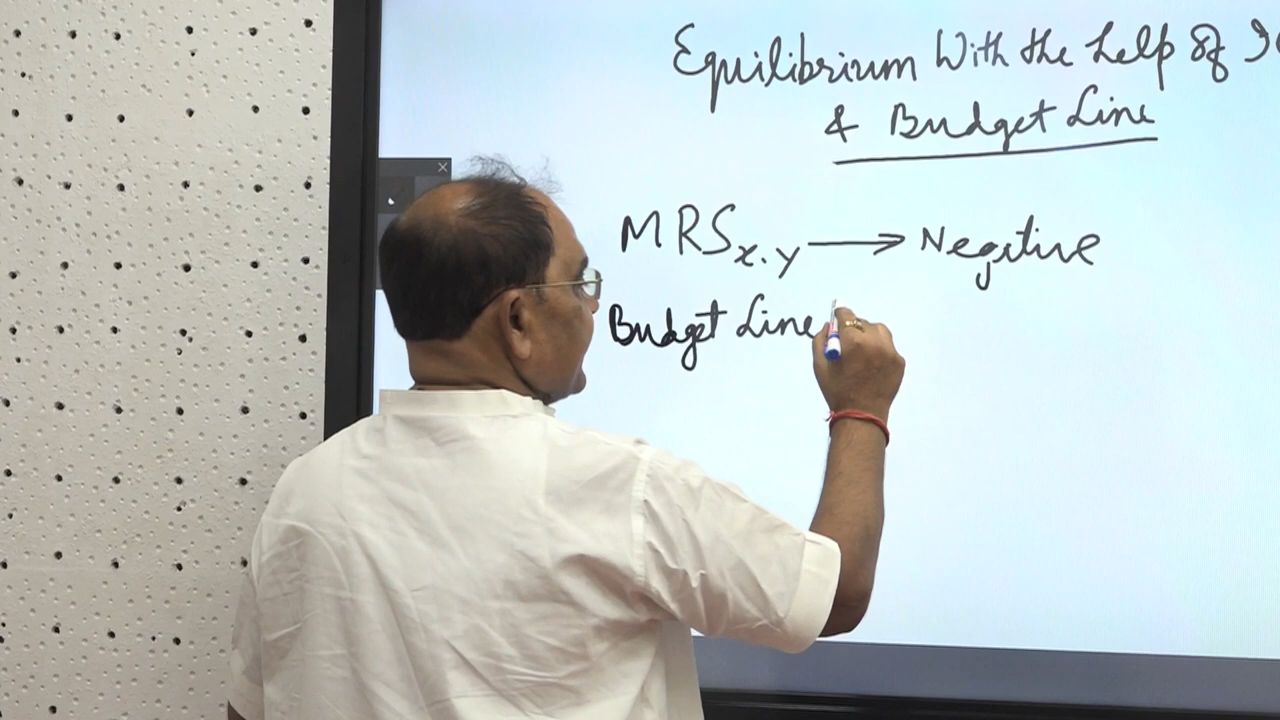 Equilibrium With the help of
& Budget Line
MRSx.y → Negative
Budget Line